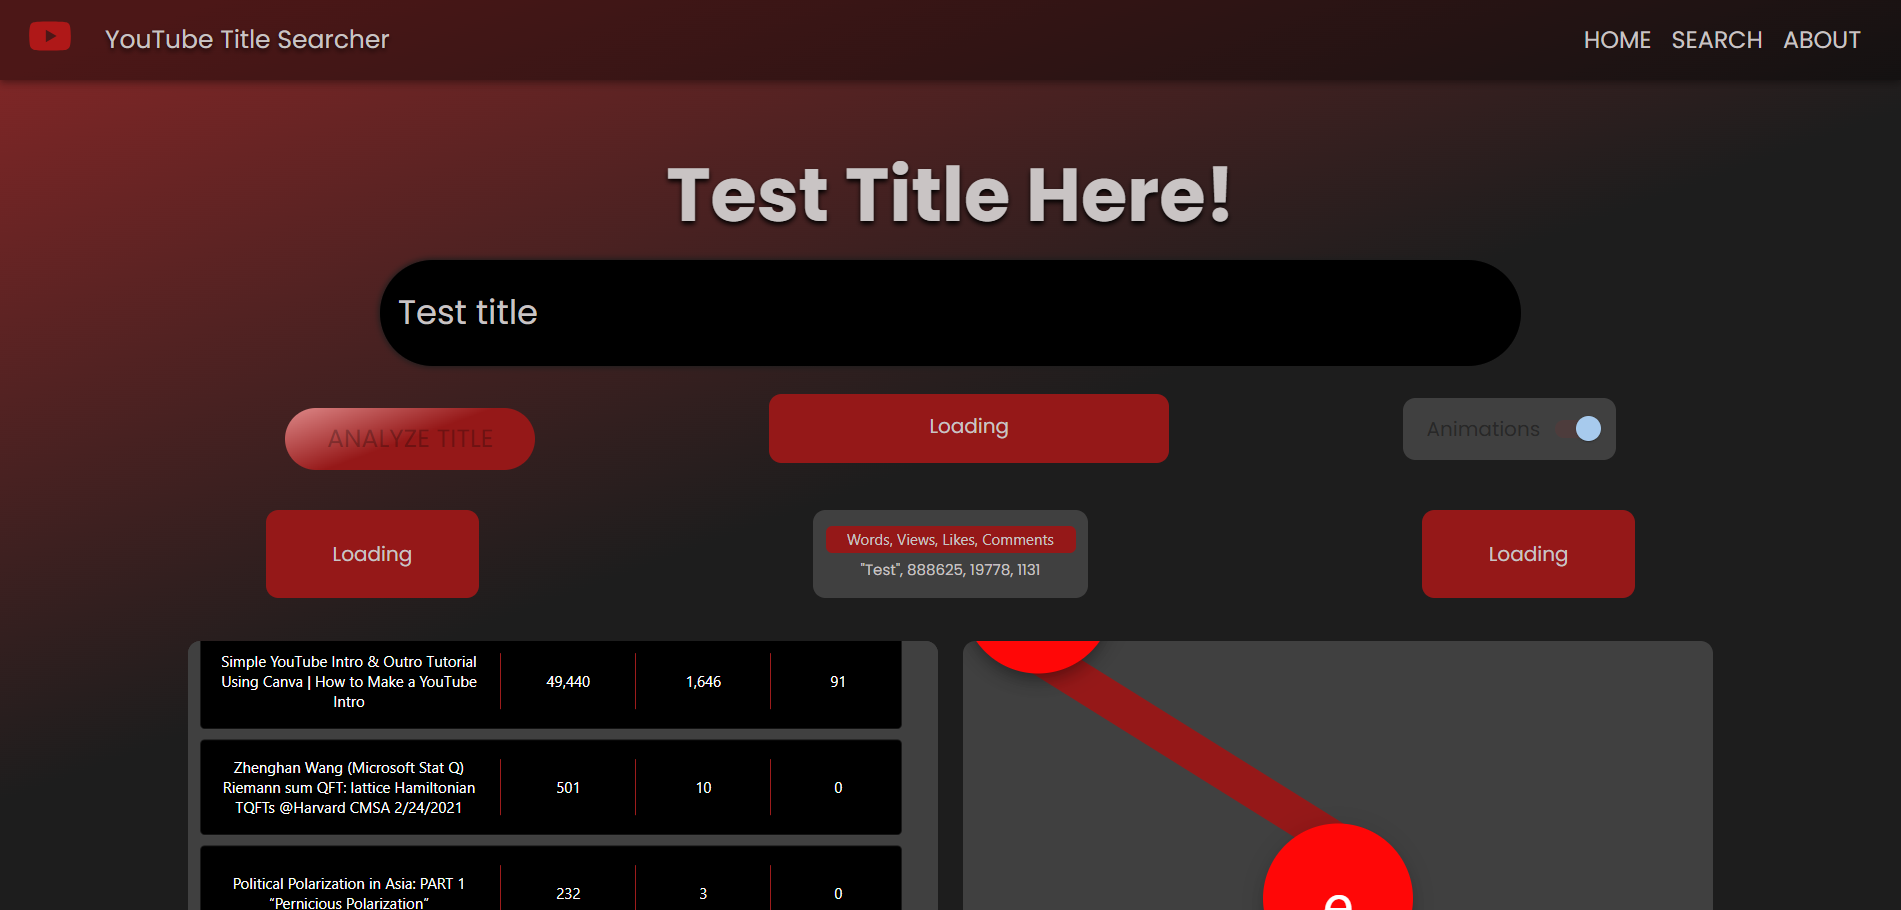 YouTube Title Searcher
HOME SEARCH ABOUT
Test Title Here!
Test title
ANALYZE TITLE
Loading
Animations
Loading
Words, Views, Likes, Comments
"Test", 888625, 19778, 1131
Loading
Simple YouTube Intro & Outro Tutorial
Using Canva | How to Make a YouTube
Intro
49,440
1,646
91
Zhenghan Wang (Microsoft Stat Q)
Riemann sum QFT: lattice Hamiltonian
TQFTs @Harvard CMSA 2/24/2021
501
10
0
Political Polarization in Asia: PART 1
“Pernicious Polarization”
232
3
0